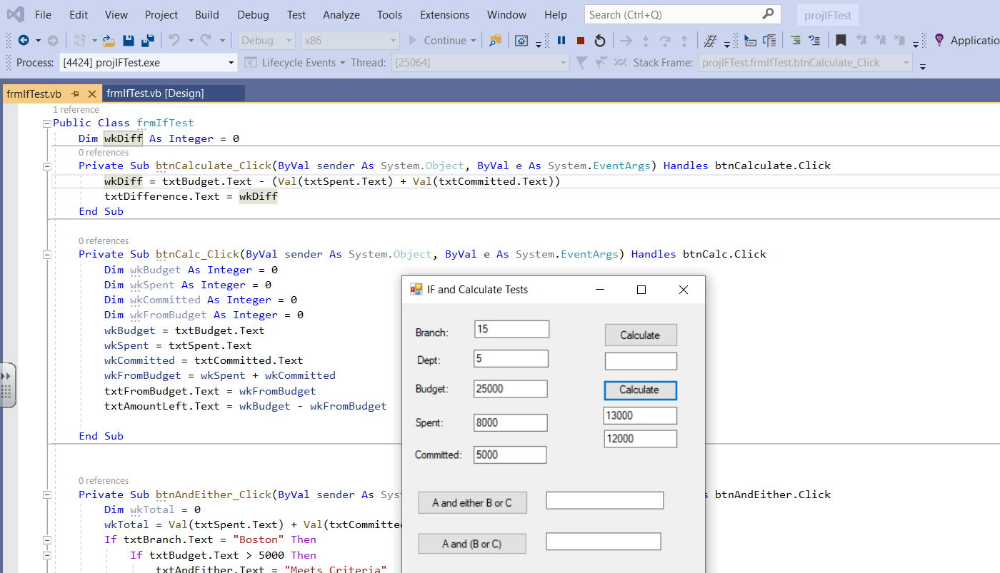 File Edit View Project Build Debug Test Analyze Tools Extensions Window Help Search (Ctrl+Q) projIFTest
Debug x86 Continue Applicatio
Process: [4424] projIFTest.exe Lifecycle Events Thread: [25064] Stack Frame: projIFTest.frmIfTest.btnCalculate_Click
frmIfTest.vb frmIfTest.vb [Design]
1 reference
Public Class frmIfTest
Dim wkDiff As Integer = 0
0 references
Private Sub btnCalculate_Click(ByVal sender As System.Object, ByVal e As System.EventArgs) Handles btnCalculate.Click
wkDiff = txtBudget.Text - (Val(txtSpent.Text) + Val(txtCommitted.Text))
txtDifference.Text = wkDiff
End Sub
0 references
Private Sub btnCalc_Click(ByVal sender As System.Object, ByVal e As System.EventArgs) Handles btnCalc.Click
Dim wkBudget As Integer = 0
Dim wkSpent As Integer = 0
Dim wkCommitted As Integer = 0
Dim wkFromBudget As Integer = 0
wkBudget = txtBudget.Text
wkSpent = txtSpent.Text
wkCommitted = txtCommitted.Text
wkFromBudget = wkSpent + wkCommitted
txtFromBudget.Text = wkFromBudget
txtAmountLeft.Text = wkBudget - wkFromBudget
End Sub
0 references
Private Sub btnAndEither_Click(ByVal sender As Sys s btnAndEither.Click
Dim wkTotal = 0
wkTotal = Val(txtSpent.Text) + Val(txtCommitte
If txtBranch.Text = "Boston" Then
If txtBudget.Text > 5000 Then
txtAndEither.Text = "Meets Criteria"
IF and Calculate Tests
Branch: 15 Calculate
Dept: 5
Budget: 25000 Calculate
13000
Spent: 8000
12000
Committed: 5000
A and either B or C
A and (B or C)